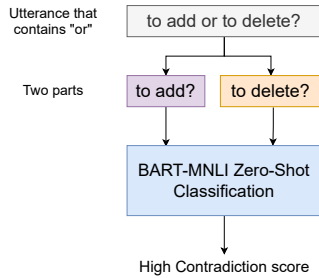 Utterance that
contains "or"
to add or to delete?
Two parts
to add?
to delete?
BART-MNLI Zero-Shot
Classification
High Contradiction score